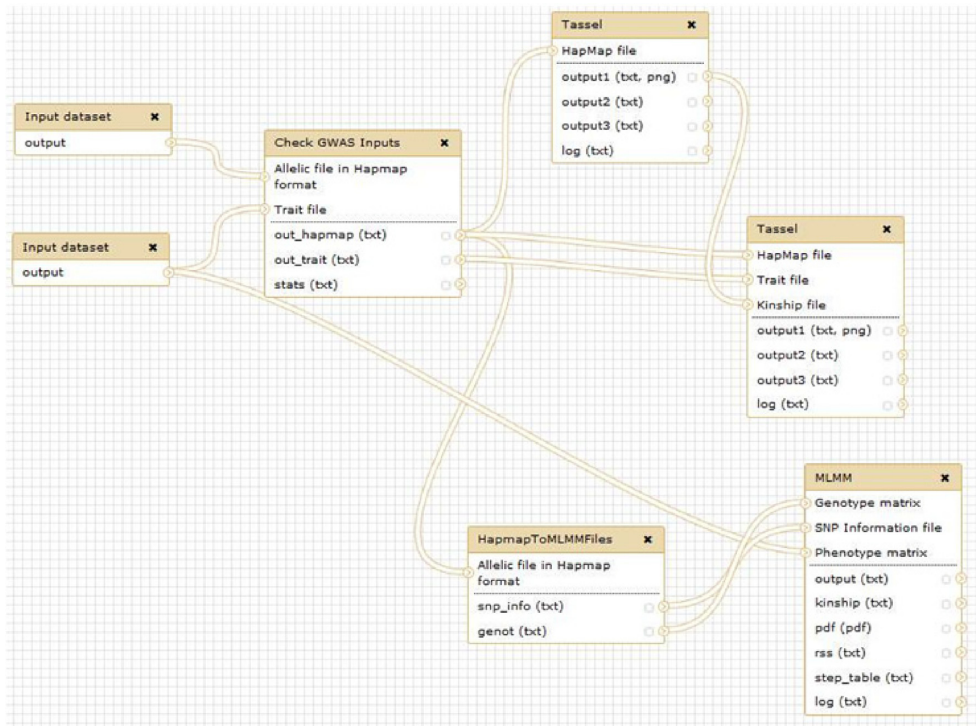 Tassel ✖
HapMap file
output1 (txt, png)
output2 (txt)
output3 (txt)
log (txt)
Input dataset ✖
output
Check GWAS Inputs ✖
Allelic file in Hapmap
format
Trait file
out_hapmap (txt)
out_trait (txt)
stats (txt)
Input dataset ✖
output
Tassel ✖
HapMap file
Trait file
Kinship file
output1 (txt, png)
output2 (txt)
output3 (txt)
log (txt)
HapmapToMLMMFiles ✖
Allelic file in Hapmap
format
snp_info (txt)
genot (txt)
MLMM ✖
Genotype matrix
SNP Information file
Phenotype matrix
output (txt)
kinship (txt)
pdf (pdf)
rss (txt)
step_table (txt)
log (txt)